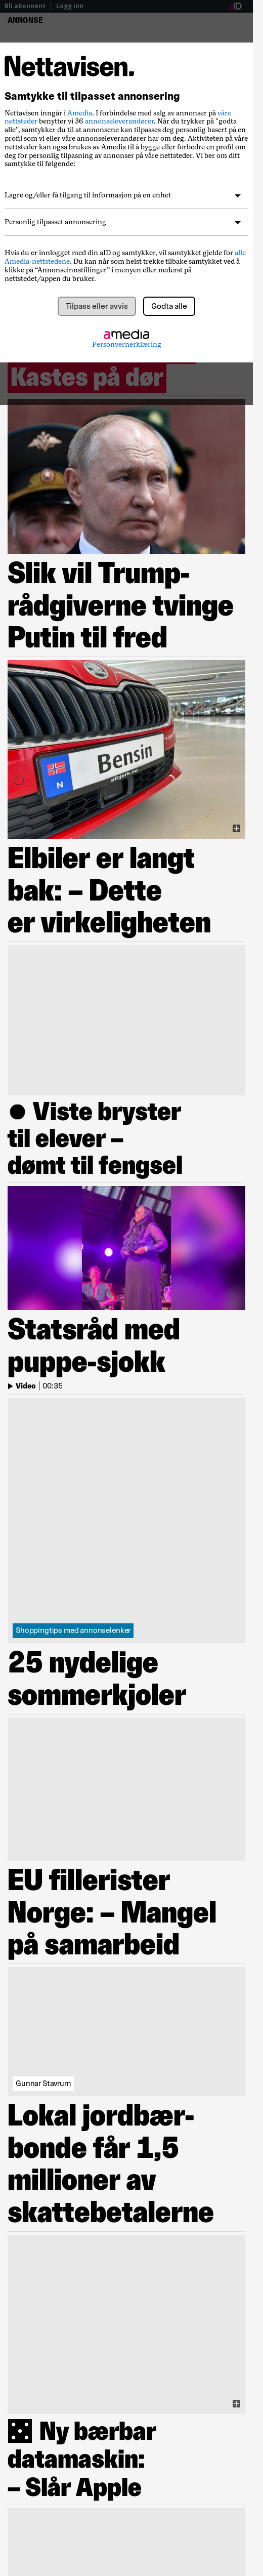 Bli abonnent | Logg inn
aID
ANNONSE
Nettavisen.
Samtykke til tilpasset annonsering
Nettavisen inngår i Amedia. I forbindelse med salg av annonser på våre
nettsteder benytter vi 36 annonseleverandører. Når du trykker på "godta
alle", samtykker du til at annonsene kan tilpasses deg personlig basert på en
profil som vi eller våre annonseleverandører har om deg. Aktiviteten på våre
nettsteder kan også brukes av Amedia til å bygge eller forbedre en profil om
deg for personlig tilpasning av annonser på våre nettsteder. Vi ber om ditt
samtykke til følgende:
Lagre og/eller få tilgang til informasjon på en enhet
Personlig tilpasset annonsering
Hvis du er innlogget med din aID og samtykker, vil samtykket gjelde for alle
Amedia-nettstedene. Du kan når som helst trekke tilbake samtykket ved å
klikke på “Annonseinnstillinger” i menyen eller nederst på
nettstedet/appen du bruker.
Tilpass eller avvis Godta alle
amedia
Personvernerklæring
Kastes på dør
Slik vil Trump-
rådgiverne tvinge
Putin til fred
N Bensin
Elbiler er langt
bak: – Dette
er virkeligheten
Viste bryster
til elever –
dømt til fengsel
Statsråd med
puppe-sjokk
Video | 00:35
Shoppingtips med annonselenker
25 nydelige
sommerkjoler
EU fillerister
Norge: – Mangel
på samarbeid
Gunnar Stavrum
Lokal jordbær-
bonde får 1,5
millioner av
skattebetalerne
Ny bærbar
datamaskin:
– Slår Apple